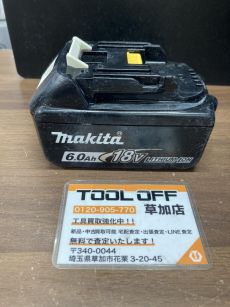 makita
6.0Ah 18V LITHIUM-ION
TOOL OFF
0120-905-770 草加店
工具買取強化中!!
新品・中古買取可能 宅配査定・出張査定・LINE査定
無料で査定いたします!
〒340-0044
埼玉県草加市花栗 3-20-45